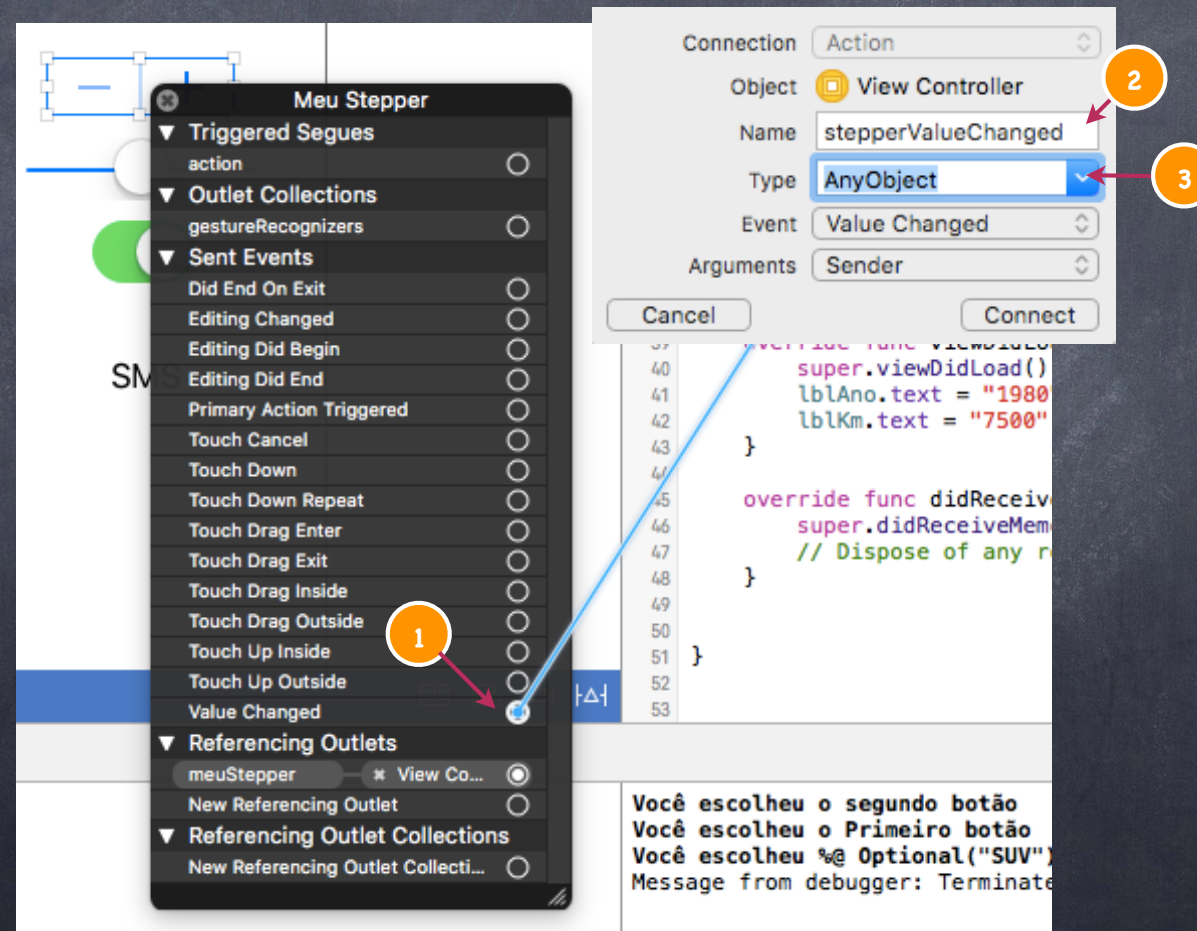 Meu Stepper
Triggered Segues
action
Outlet Collections
gestureRecognizers
Sent Events
Did End On Exit
Editing Changed
Editing Did Begin
Editing Did End
Primary Action Triggered
Touch Cancel
Touch Down
Touch Down Repeat
Touch Drag Enter
Touch Drag Exit
Touch Drag Inside
Touch Drag Outside
Touch Up Inside
Touch Up Outside
Value Changed
Referencing Outlets
meuStepper View Co...
New Referencing Outlet
Referencing Outlet Collections
New Referencing Outlet Collecti...
SMS
1
Connection Action
Object View Controller
Name stepperValueChanged
Type AnyObject
Event Value Changed
Arguments Sender
Cancel Connect
2
3
39 override func viewDidLo
40 super.viewDidLoad()
41 lblAno.text = "1980"
42 lblKm.text = "7500"
43 }
44
45 override func didReceive
46 super.didReceiveMem
47 // Dispose of any r
48 }
49
50
51 }
52
53
Você escolheu o segundo botão
Você escolheu o Primeiro botão
Você escolheu %@ Optional("SUV")
Message from debugger: Terminate